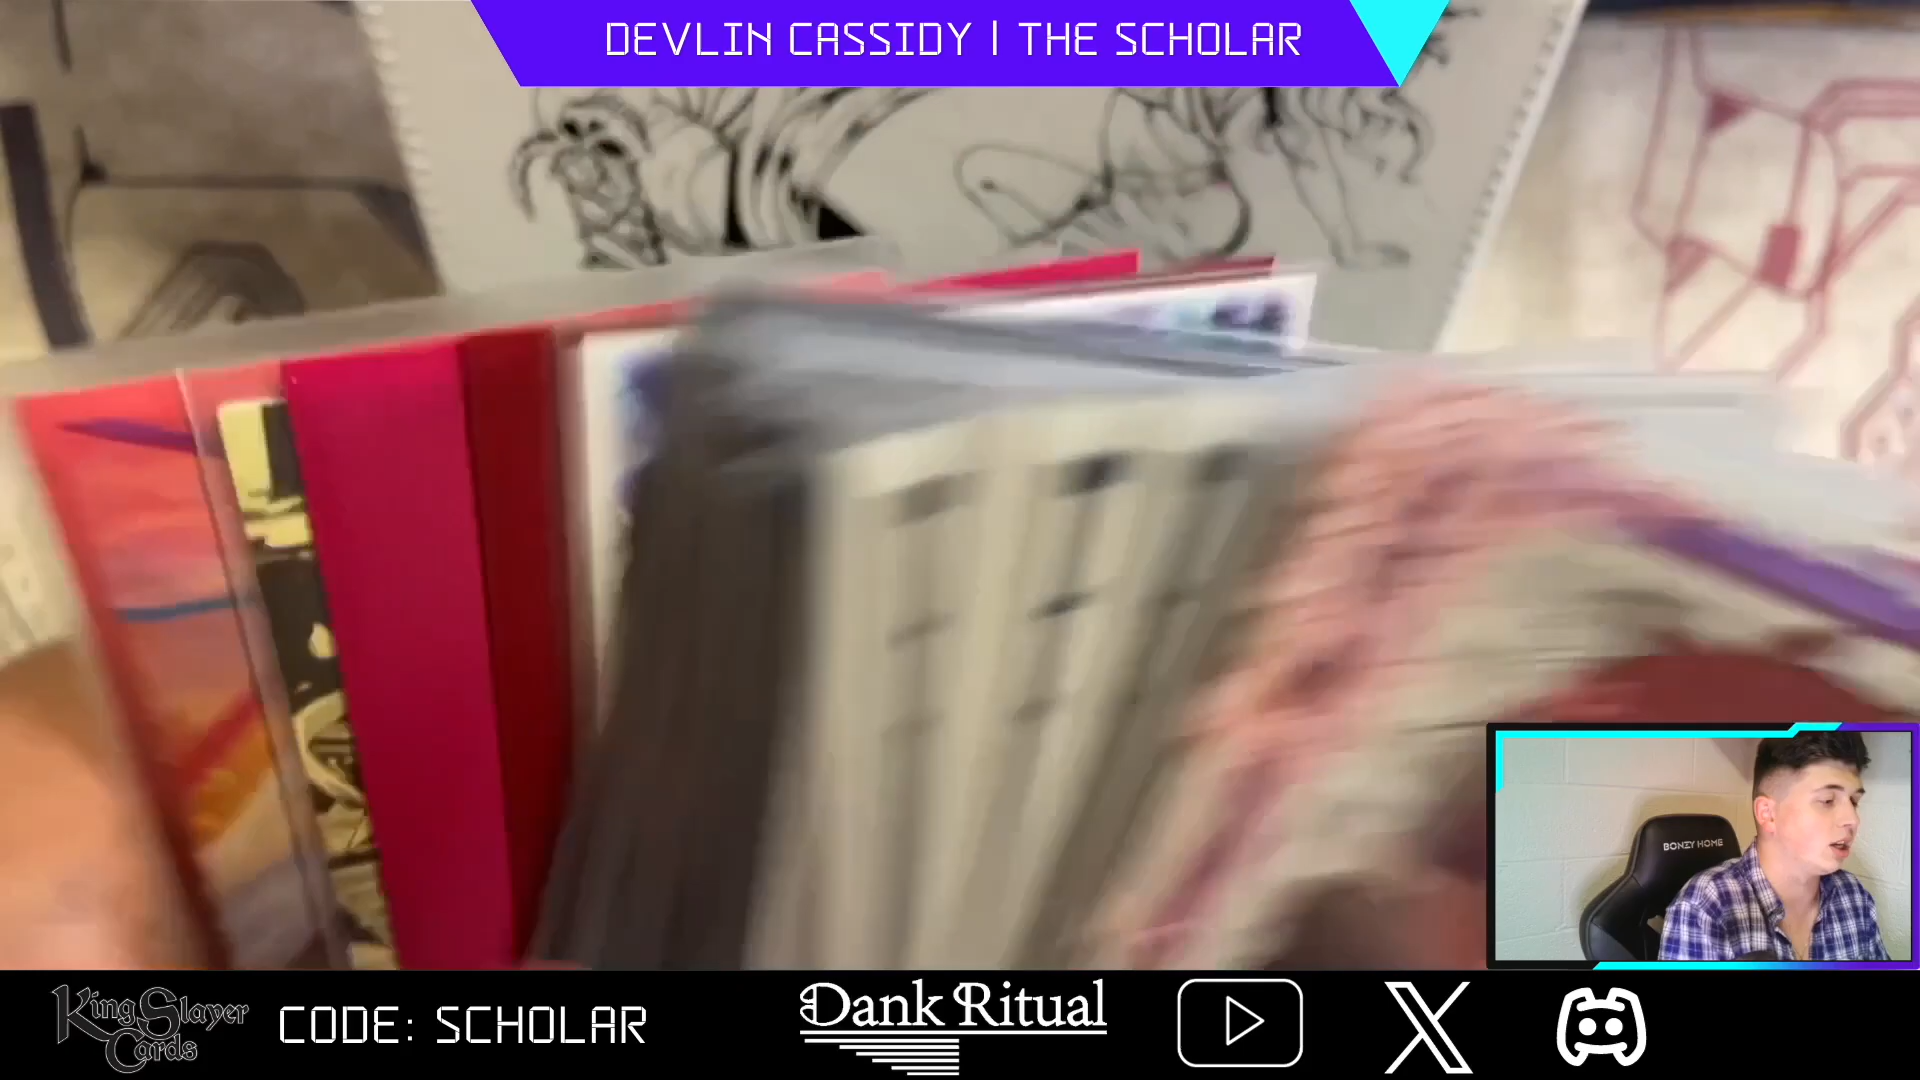 DEVLIN CASSIDY | THE SCHOLAR
BONZY HOME
King Slayer
Cards
CODE: SCHOLAR
Dank Ritual